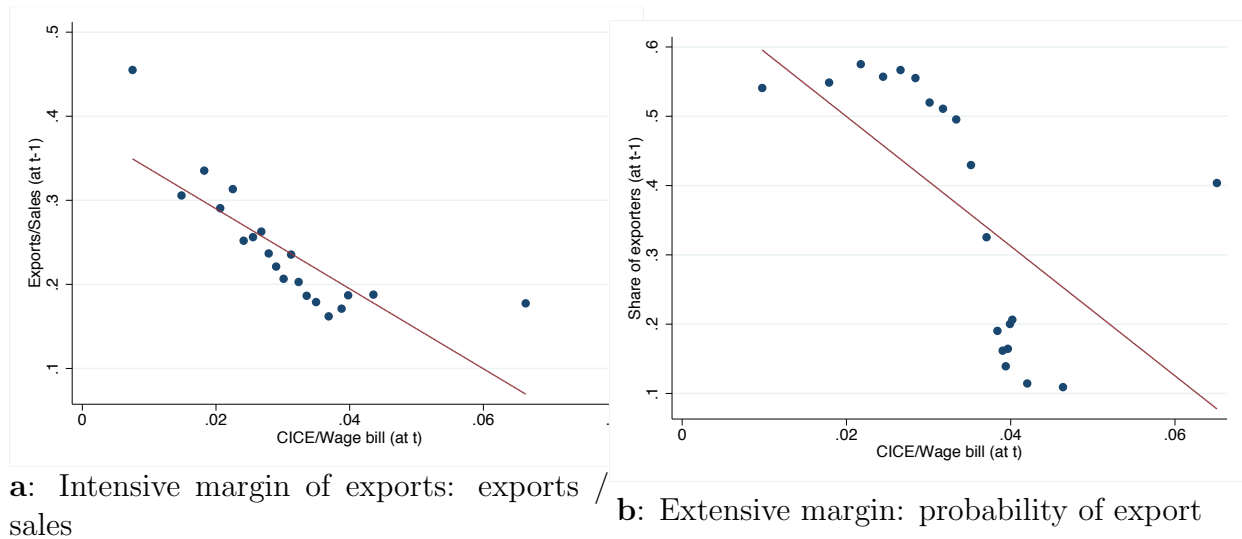 .5
.4
.3
.2
.1
Exports/Sales (at t-1)
0
.02
.04
.06
.
CICE/Wage bill (at t)
a: Intensive margin of exports: exports /
sales
.6
.5
.4
.3
.2
.1
Share of exporters (at t-1)
0
.02
.04
.06
CICE/Wage bill (at t)
b: Extensive margin: probability of export